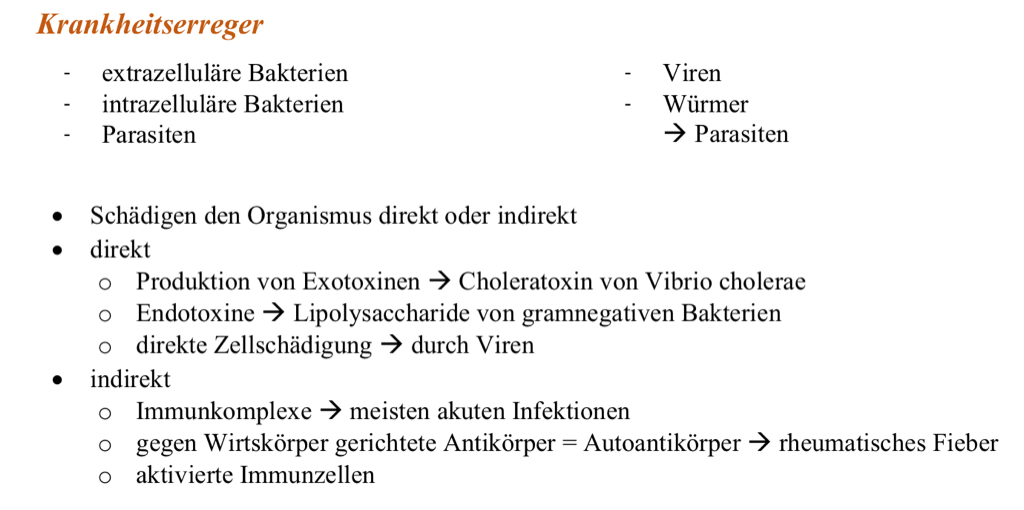 Krankheitserreger
- extrazelluläre Bakterien
- intrazelluläre Bakterien
- Parasiten
- Viren
- Würmer
→ Parasiten
• Schädigen den Organismus direkt oder indirekt
• direkt
o Produktion von Exotoxinen → Choleratoxin von Vibrio cholerae
o Endotoxine → Lipolysaccharide von gramnegativen Bakterien
o direkte Zellschädigung → durch Viren
• indirekt
o Immunkomplexe → meisten akuten Infektionen
o gegen Wirtskörper gerichtete Antikörper = Autoantikörper → rheumatisches Fieber
o aktivierte Immunzellen